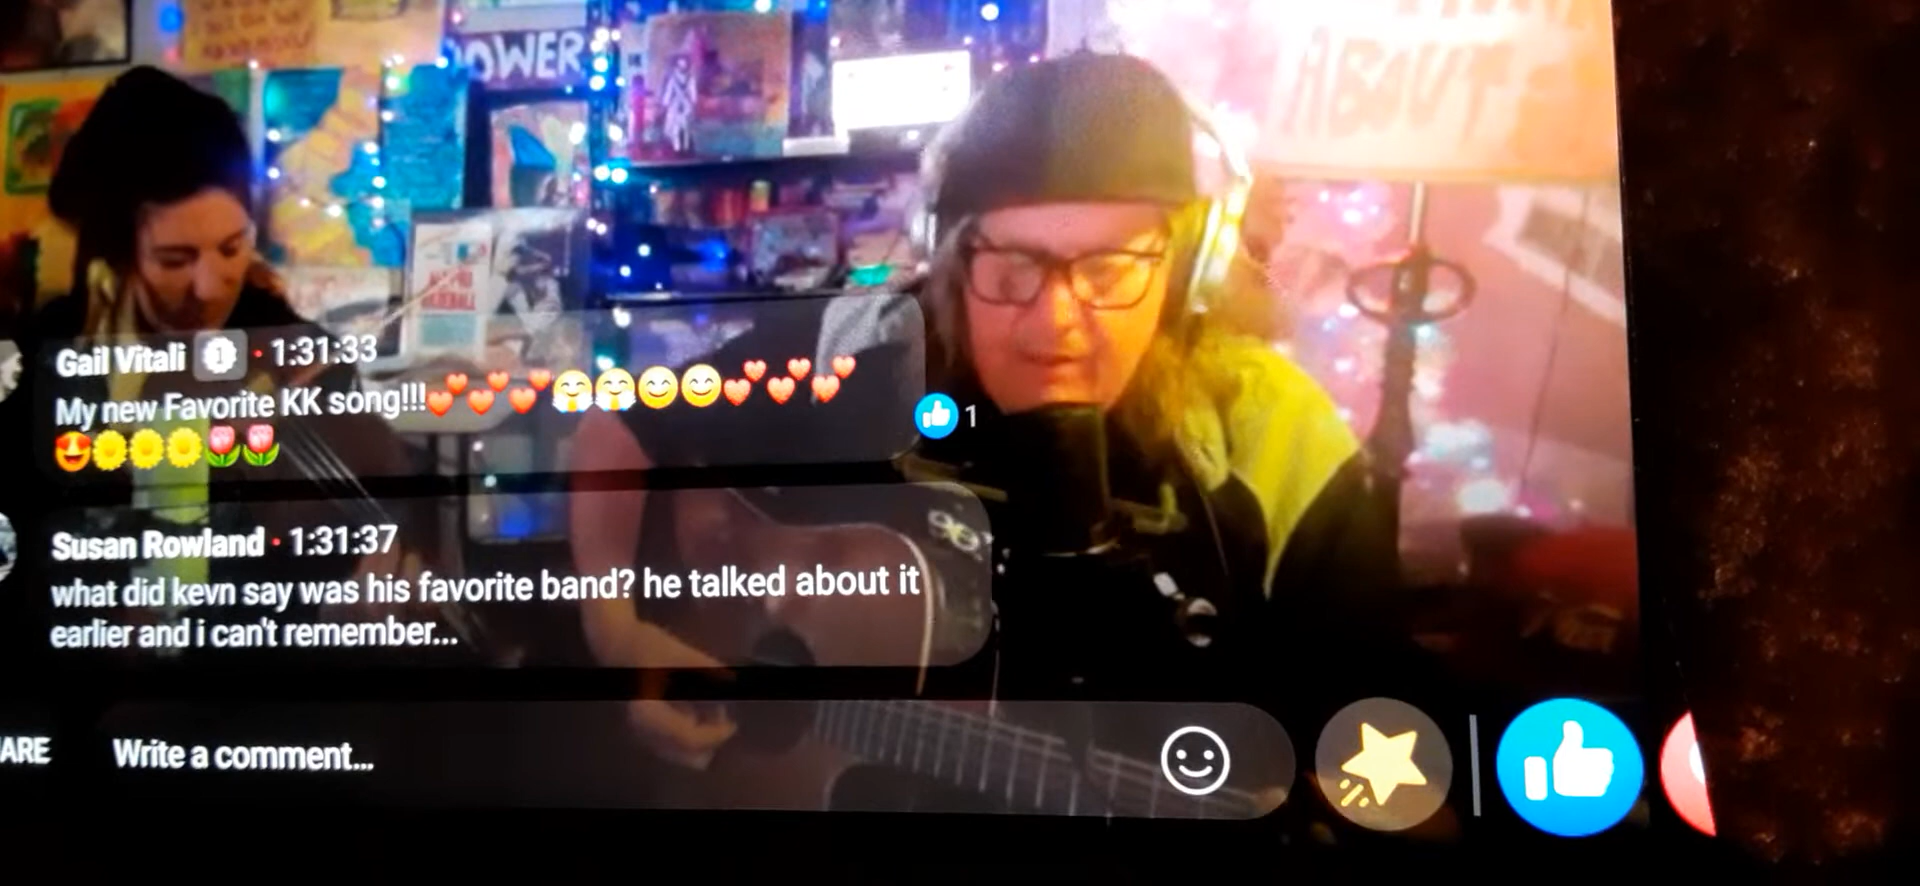 POWER
ABOUT
Gail Vitali 1 · 1:31:33
My new Favorite KK song!!!💕💕💕🤗🤗😊😊💕💕💕
😍🌼🌼🌼🌷🌷
1
Susan Rowland · 1:31:37
what did kevn say was his favorite band? he talked about it
earlier and i can't remember...
ARE
Write a comment...